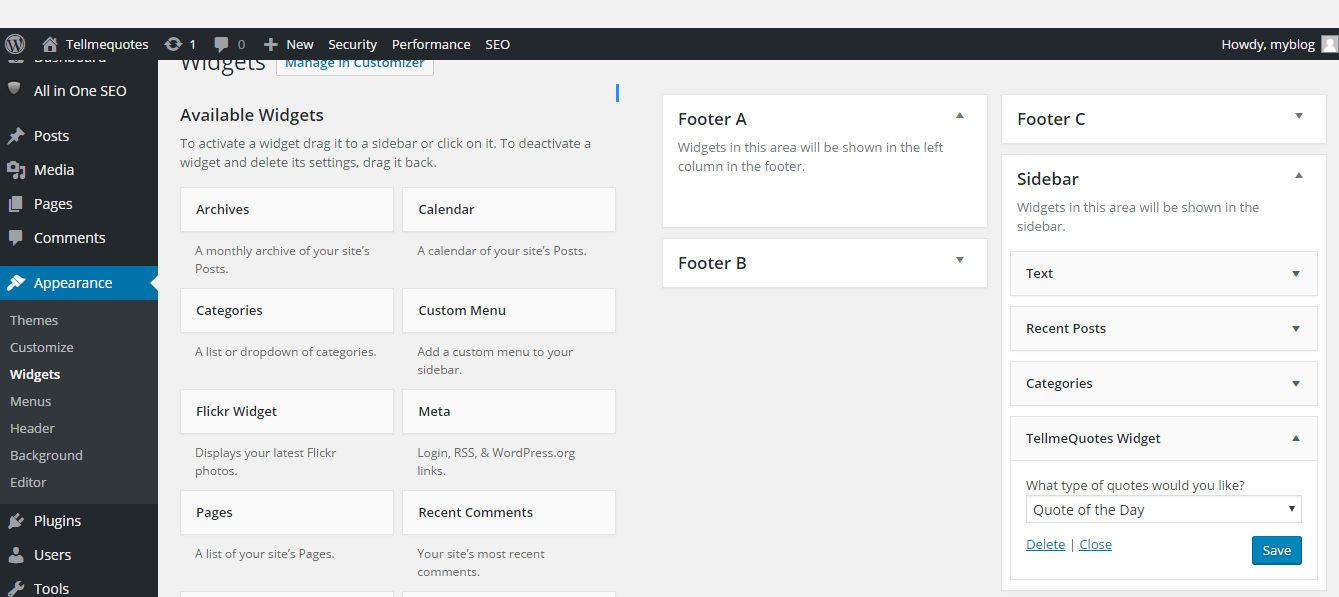 Tellmequotes 1 0 New Security Performance SEO Howdy, myblog
Dashboard
All in One SEO
Posts
Media
Pages
Comments
Appearance
Themes
Customize
Widgets
Menus
Header
Background
Editor
Plugins
Users
Tools
Widgets Manage in Customizer
Available Widgets
To activate a widget drag it to a sidebar or click on it. To deactivate a
widget and delete its settings, drag it back.
Archives
A monthly archive of your site's
Posts.
Calendar
A calendar of your site's Posts.
Categories
A list or dropdown of categories.
Custom Menu
Add a custom menu to your
sidebar.
Flickr Widget
Displays your latest Flickr
photos.
Meta
Login, RSS, & WordPress.org
links.
Pages
A list of your site's Pages.
Recent Comments
Your site's most recent
comments.
Footer A
Widgets in this area will be shown in the left
column in the footer.
Footer B
Footer C
Sidebar
Widgets in this area will be shown in the
sidebar.
Text
Recent Posts
Categories
TellmeQuotes Widget
What type of quotes would you like?
Quote of the Day
Delete | Close
Save